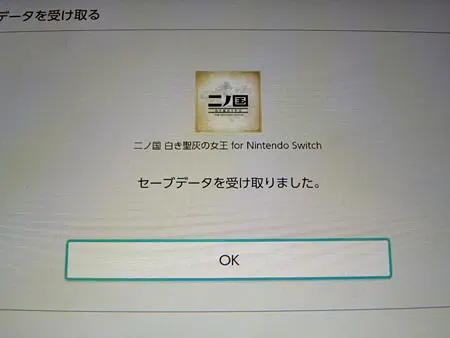 データを受け取る
二ノ国
二ノ国 白き聖灰の女王 for Nintendo Switch
セーブデータを受け取りました。
OK